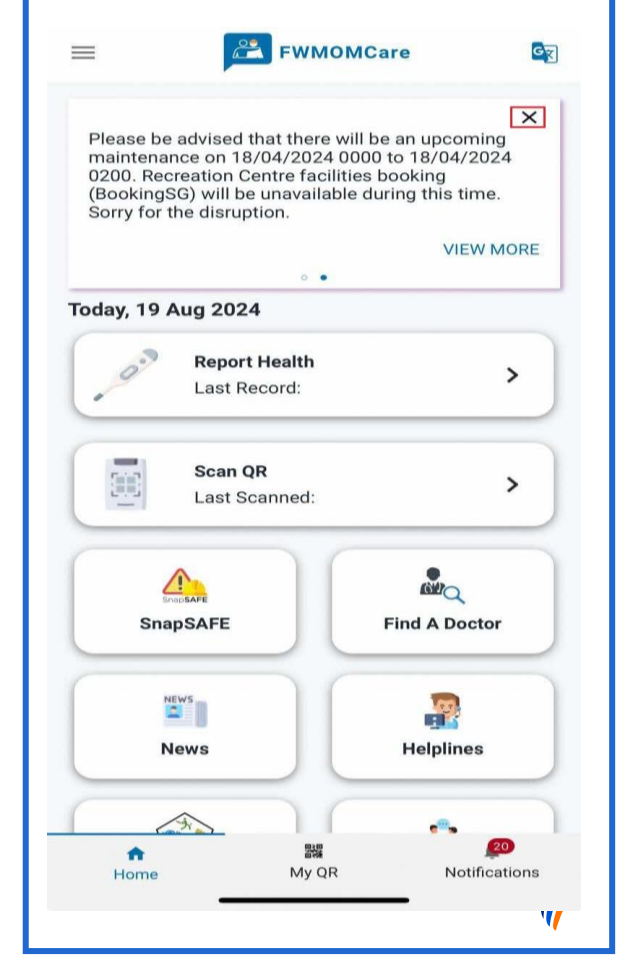 FWMOMCare
G
Please be advised that there will be an upcoming
maintenance on 18/04/2024 0000 to 18/04/2024
0200. Recreation Centre facilities booking
(BookingSG) will be unavailable during this time.
Sorry for the disruption.
VIEW MORE
Today, 19 Aug 2024
Report Health
Last Record:
Scan QR
Last Scanned:
SnapSAFE
SnapSAFE
Find A Doctor
NEWS
News
Helplines
20
Home
My QR
Notifications